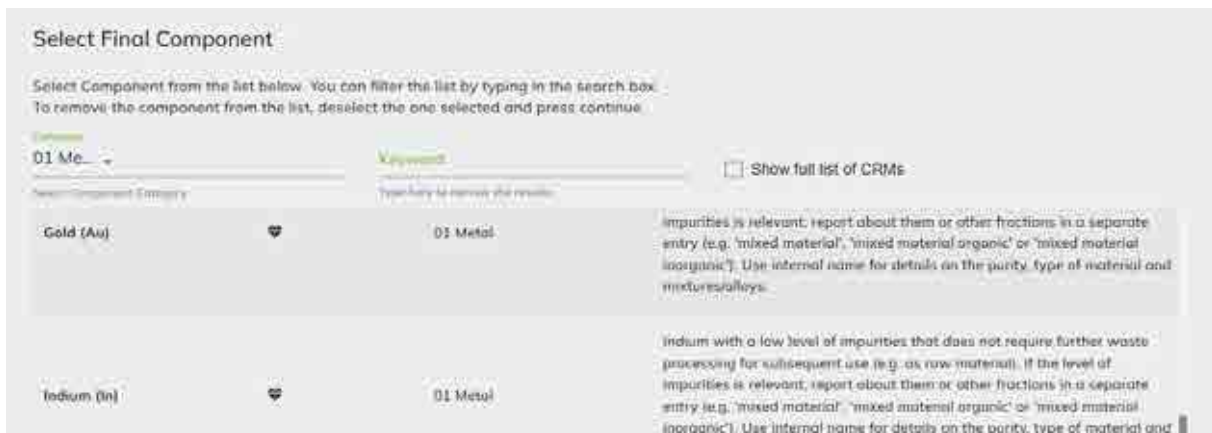 Select Final Component
Select Component from the list below. You can filter the list by typing in the search box.
To remove the component from the list, deselect the one selected and press continue.
Category
01 Me...
Keyword
Show full list of CRMs
Select Component Category
Type here to narrow the results
Gold (Au)
01 Metal
impurities is relevant, report about them or other fractions in a separate
entry (e.g. 'mixed material', 'mixed material organic' or 'mixed material
inorganic'). Use internal name for details on the purity, type of material and
mixtures/alloys.
Indium (In)
01 Metal
Indium with a low level of impurities that does not require further waste
processing for subsequent use (e.g. as raw material). If the level of
impurities is relevant, report about them or other fractions in a separate
entry (e.g. 'mixed material', 'mixed material organic' or 'mixed material
inorganic'). Use internal name for details on the purity, type of material and